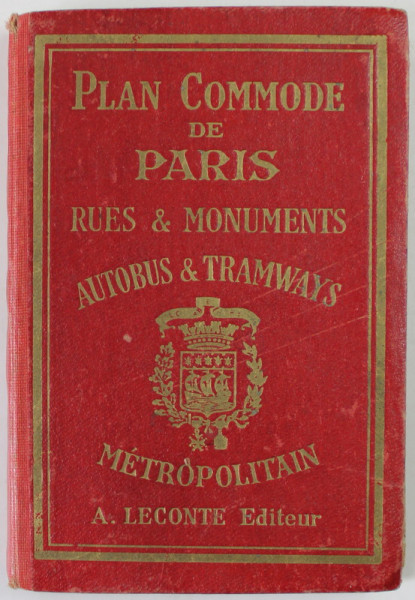 PLAN COMMODE
DE
PARIS
RUES & MONUMENTS
AUTOBUS & TRAMWAYS
MÉTROPOLITAIN
A. LECONTE Editeur